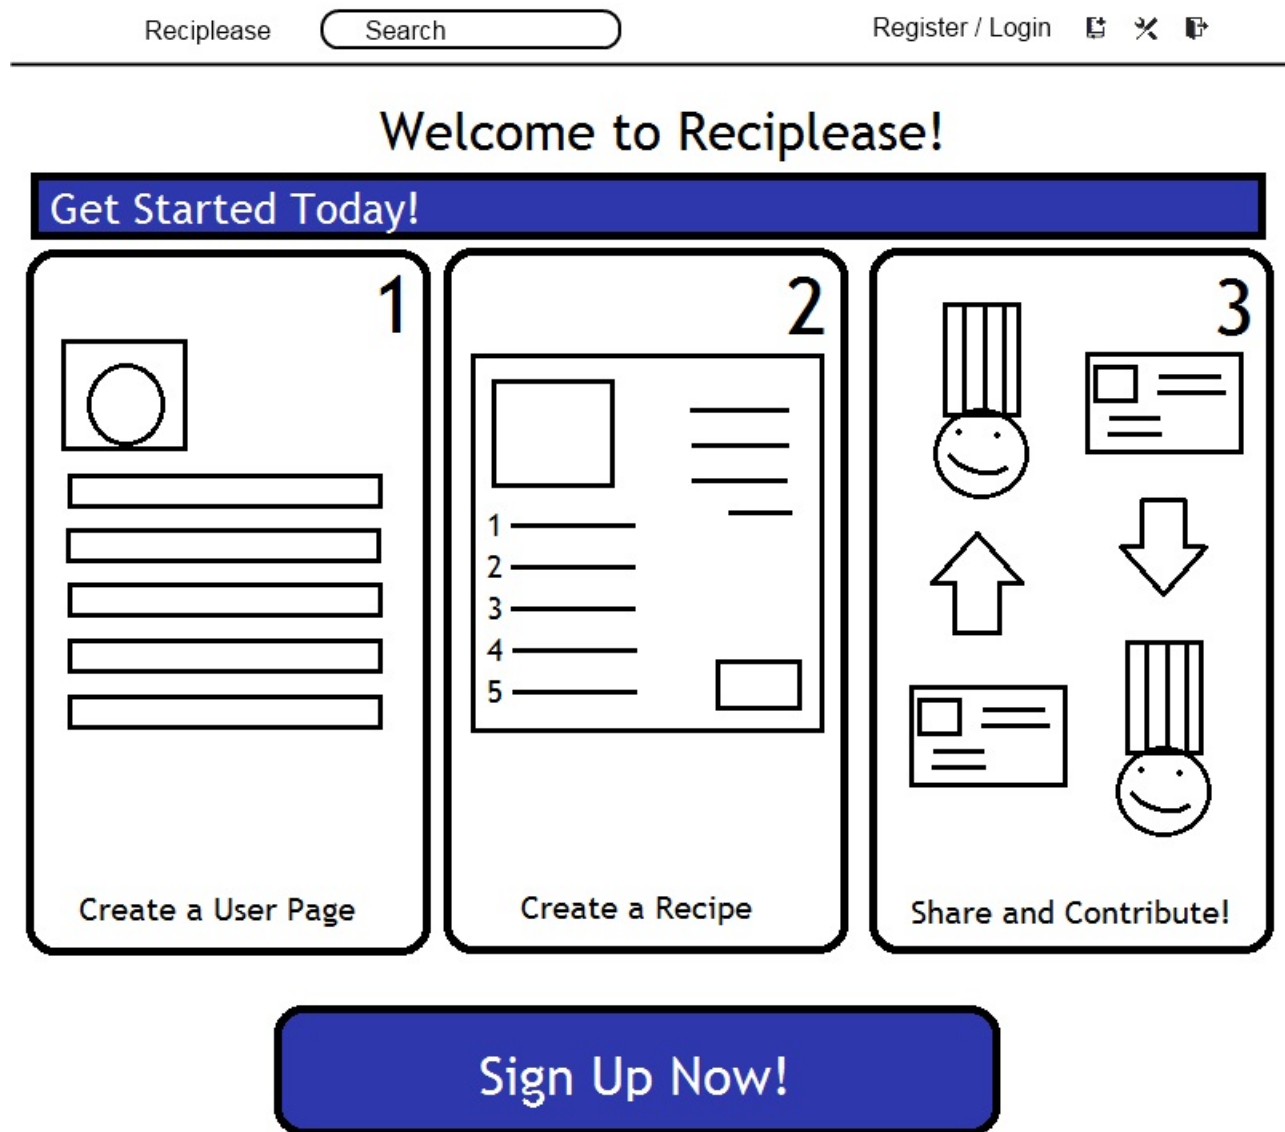 Reciplease Search Register / Login
Welcome to Reciplease!
Get Started Today!
1
Create a User Page
2
1
2
3
4
5
Create a Recipe
3
Share and Contribute!
Sign Up Now!